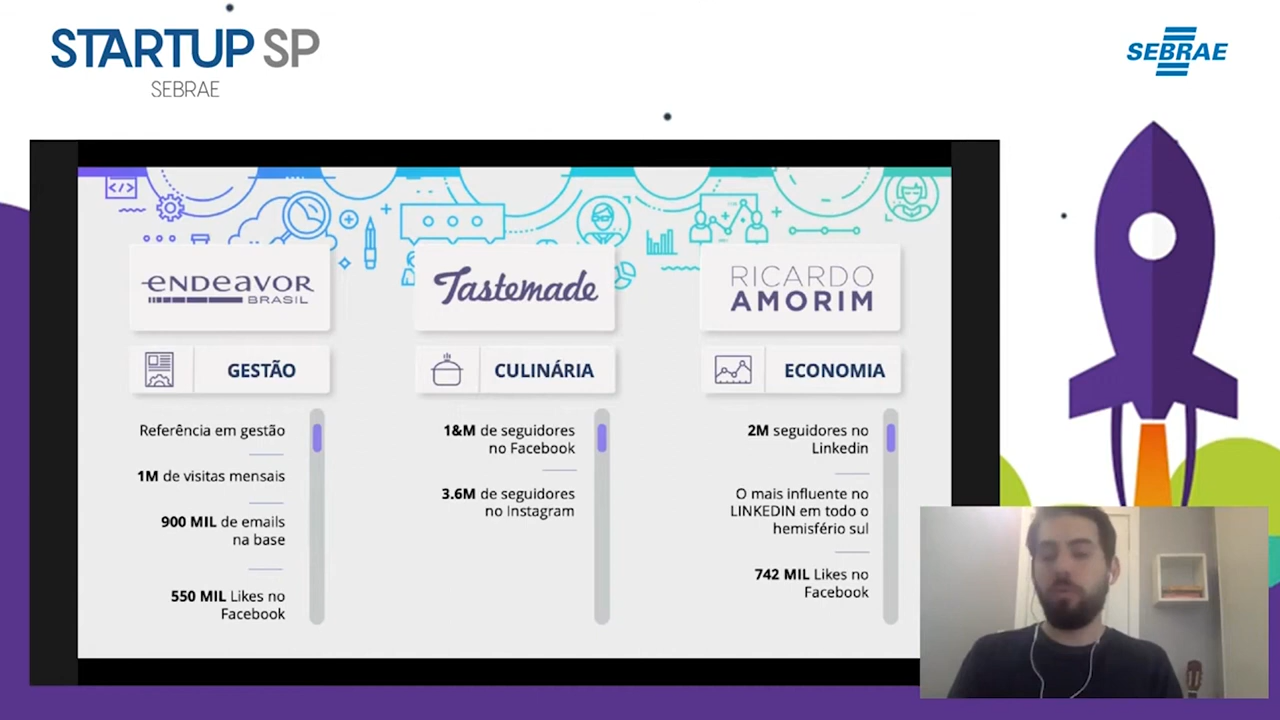 STARTUP SP
SEBRAE
SEBRAE
</>
ENDEAVOR
BRASIL
GESTÃO
Referência em gestão
1M de visitas mensais
900 MIL de emails
na base
550 MIL Likes no
Facebook
Tastemade
CULINÁRIA
1&M de seguidores
no Facebook
3.6M de seguidores
no Instagram
RICARDO
AMORIM
ECONOMIA
2M seguidores no
Linkedin
O mais influente no
LINKEDIN em todo o
hemisfério sul
742 MIL Likes no
Facebook